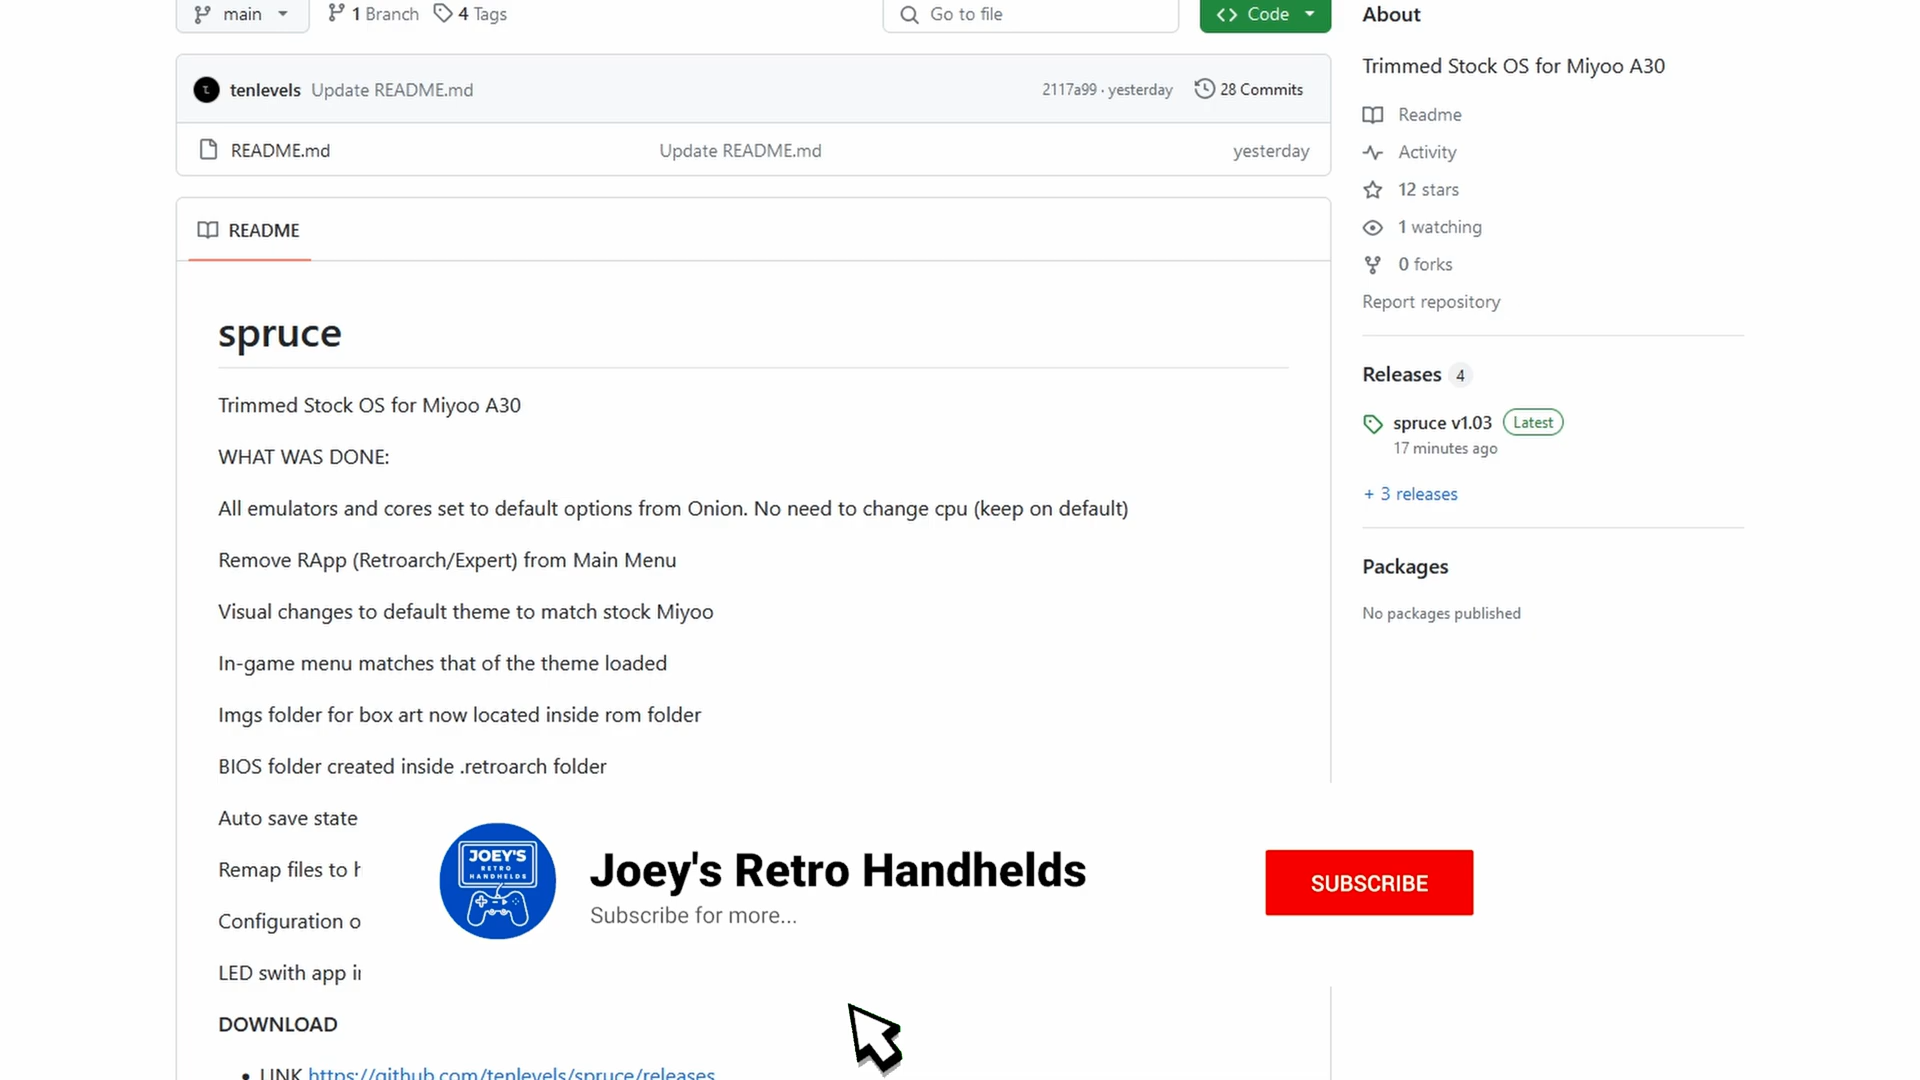 main
1 Branch
4 Tags
Go to file
Code
About
Trimmed Stock OS for Miyoo A30
tenlevels Update README.md
2117a99 · yesterday
28 Commits
README.md
Update README.md
yesterday
Readme
Activity
12 stars
1 watching
0 forks
Report repository
README
spruce
Trimmed Stock OS for Miyoo A30
WHAT WAS DONE:
All emulators and cores set to default options from Onion. No need to change cpu (keep on default)
Remove RApp (Retroarch/Expert) from Main Menu
Visual changes to default theme to match stock Miyoo
In-game menu matches that of the theme loaded
Imgs folder for box art now located inside rom folder
BIOS folder created inside .retroarch folder
Auto save state
Remap files to
Configuration
LED swith app
DOWNLOAD
LINK https://github.com/tenlevels/spruce/releases
Releases 4
spruce v1.03 Latest
17 minutes ago
+ 3 releases
Packages
No packages published
JOEY'S
RETRO
HANDHELDS
Joey's Retro Handhelds
Subscribe for more...
SUBSCRIBE